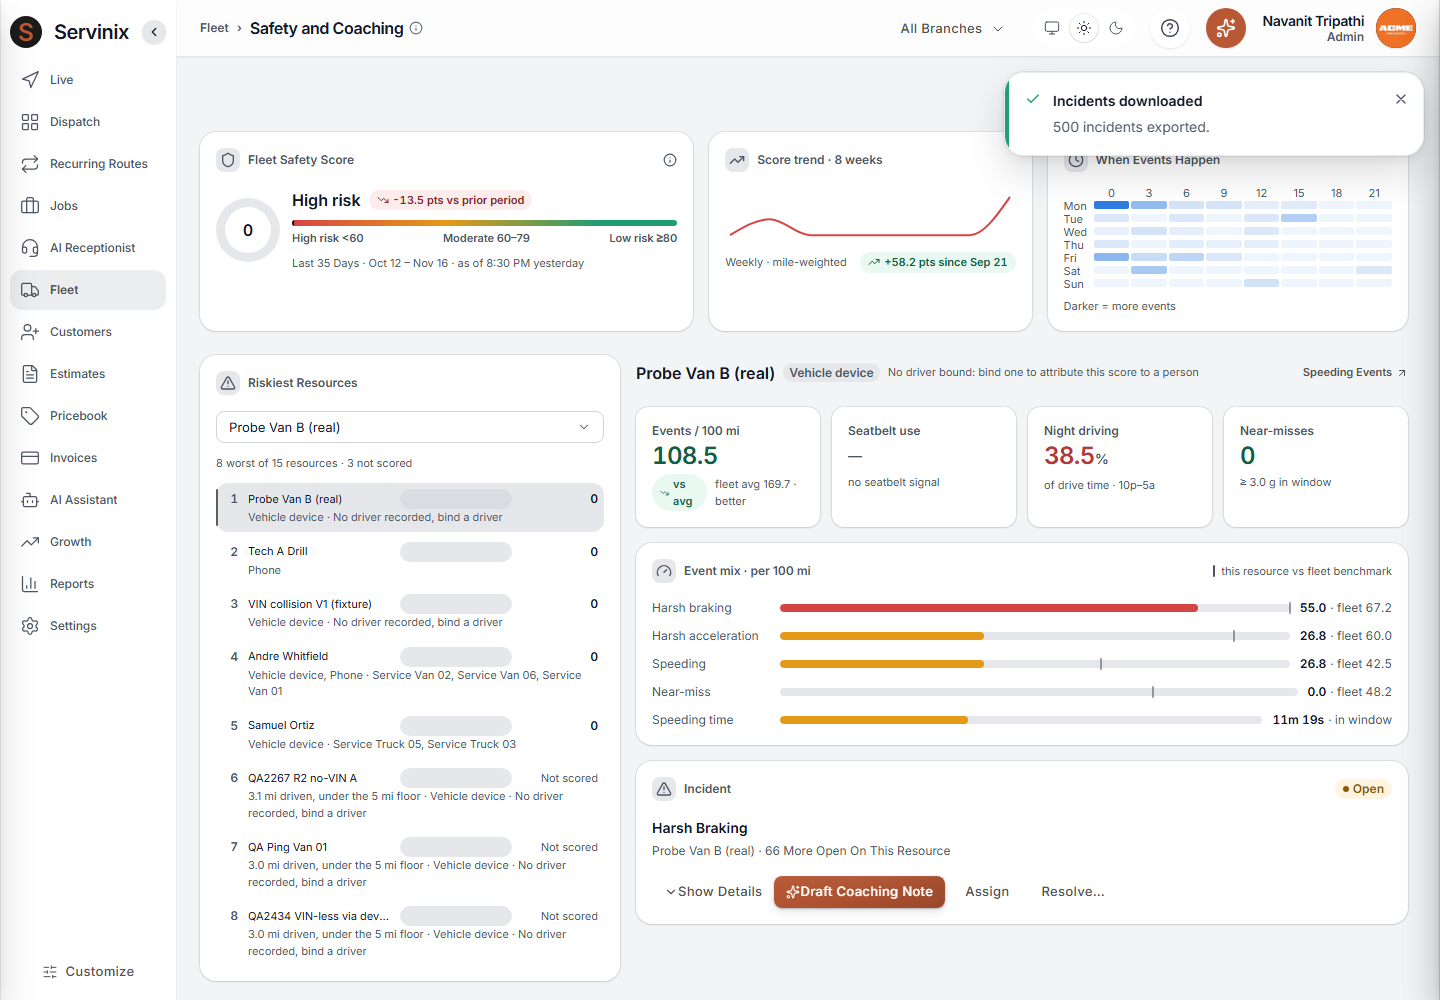 S Servinix
Live
Dispatch
Recurring Routes
Jobs
AI Receptionist
Fleet
Customers
Estimates
Pricebook
Invoices
AI Assistant
Growth
Reports
Settings
Customize
Fleet › Safety and Coaching
All Branches
Navanit Tripathi
Admin
ACME
Incidents downloaded
500 incidents exported.
Fleet Safety Score
0
High risk
-13.5 pts vs prior period
High risk <60
Moderate 60–79
Low risk ≥80
Last 35 Days · Oct 12 – Nov 16 · as of 8:30 PM yesterday
Score trend · 8 weeks
Weekly · mile-weighted
+58.2 pts since Sep 21
When Events Happen
0 3 6 9 12 15 18 21
Mon
Tue
Wed
Thu
Fri
Sat
Sun
Darker = more events
Riskiest Resources
Probe Van B (real)
8 worst of 15 resources · 3 not scored
1 Probe Van B (real) 0
Vehicle device · No driver recorded, bind a driver
2 Tech A Drill 0
Phone
3 VIN collision V1 (fixture) 0
Vehicle device · No driver recorded, bind a driver
4 Andre Whitfield 0
Vehicle device, Phone · Service Van 02, Service Van 06, Service
Van 01
5 Samuel Ortiz 0
Vehicle device · Service Truck 05, Service Truck 03
6 QA2267 R2 no-VIN A Not scored
3.1 mi driven, under the 5 mi floor · Vehicle device · No driver
recorded, bind a driver
7 QA Ping Van 01 Not scored
3.0 mi driven, under the 5 mi floor · Vehicle device · No driver
recorded, bind a driver
8 QA2434 VIN-less via dev... Not scored
3.0 mi driven, under the 5 mi floor · Vehicle device · No driver
recorded, bind a driver
Probe Van B (real) Vehicle device No driver bound: bind one to attribute this score to a person
Speeding Events
Events / 100 mi
108.5
vs
avg
fleet avg 169.7 ·
better
Seatbelt use
—
no seatbelt signal
Night driving
38.5%
of drive time · 10p–5a
Near-misses
0
≥ 3.0 g in window
Event mix · per 100 mi
this resource vs fleet benchmark
Harsh braking 55.0 · fleet 67.2
Harsh acceleration 26.8 · fleet 60.0
Speeding 26.8 · fleet 42.5
Near-miss 0.0 · fleet 48.2
Speeding time 11m 19s · in window
Incident
Open
Harsh Braking
Probe Van B (real) · 66 More Open On This Resource
Show Details
Draft Coaching Note
Assign
Resolve...